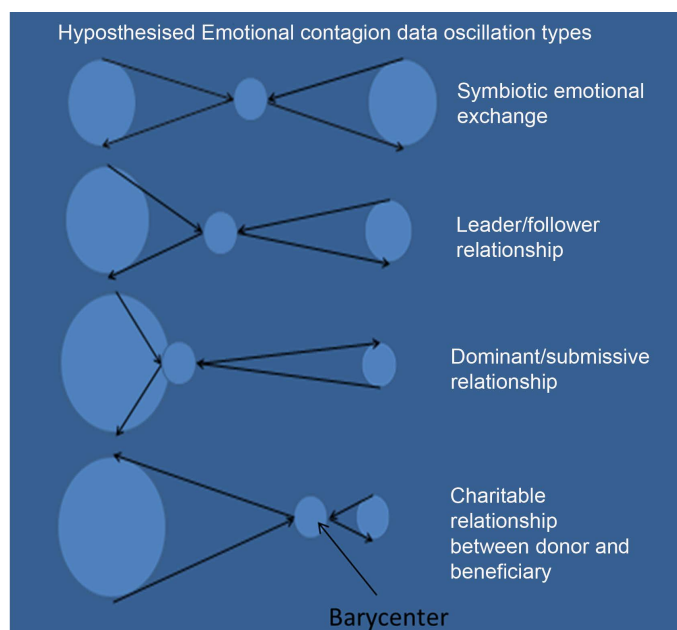 Hyposthesised Emotional contagion data oscillation types
Symbiotic emotional
exchange
Leader/follower
relationship
Dominant/submissive
relationship
Charitable
relationship
between donor and
beneficiary
Barycenter